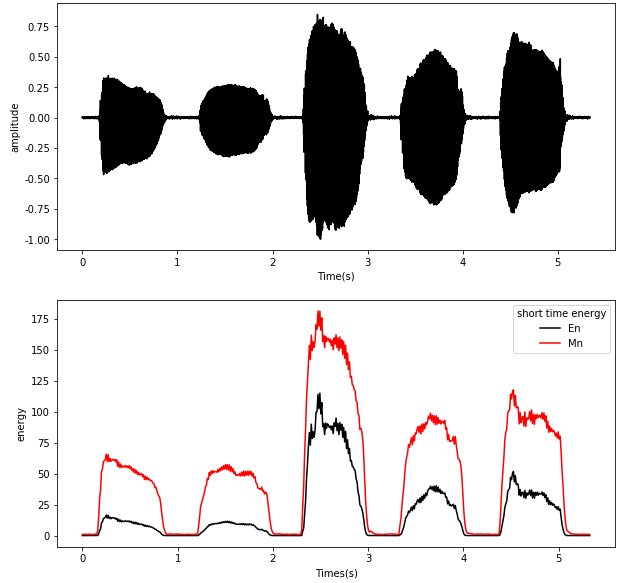 0.75
0.50
0.25
0.00
-0.25
-0.50
-0.75
-1.00
amplitude
0 1 2 3 4 5
Time(s)
175
150
125
100
75
50
25
0
energy
short time energy
En
Mn
0 1 2 3 4 5
Times(s)